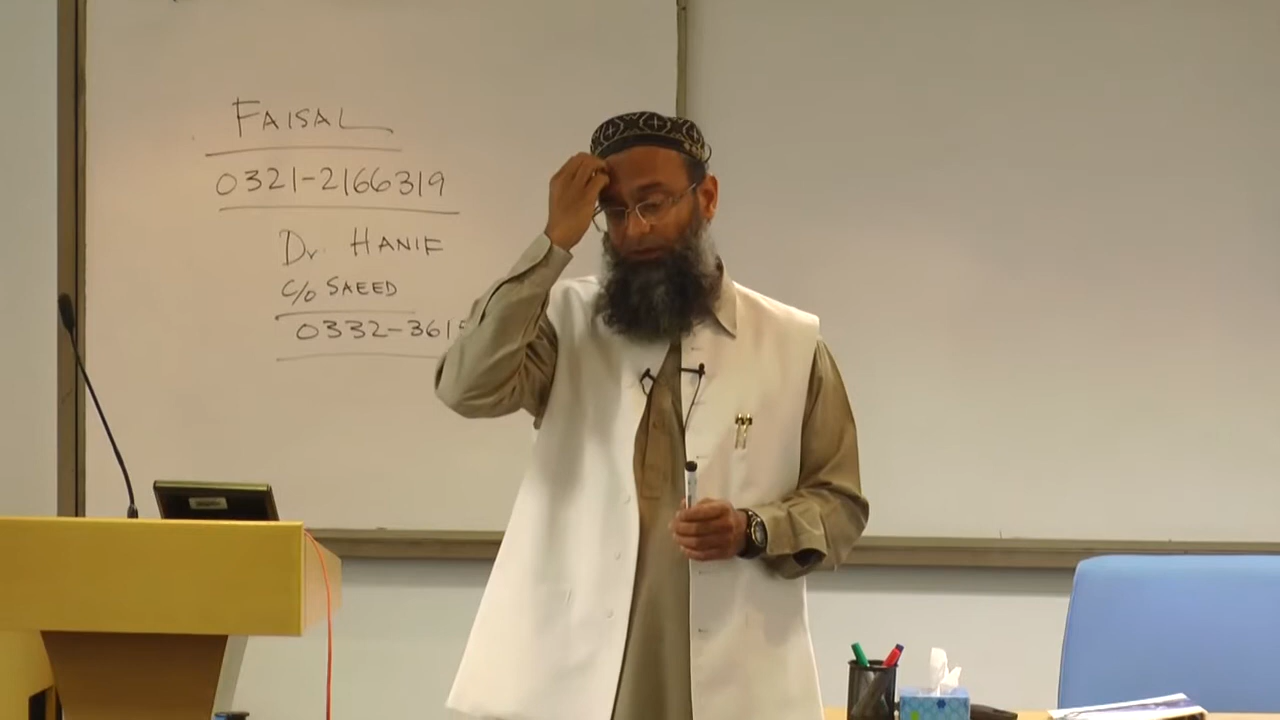 FAISAL
0321-2166319
Dr. HANIF
C/O SAEED
0332-361